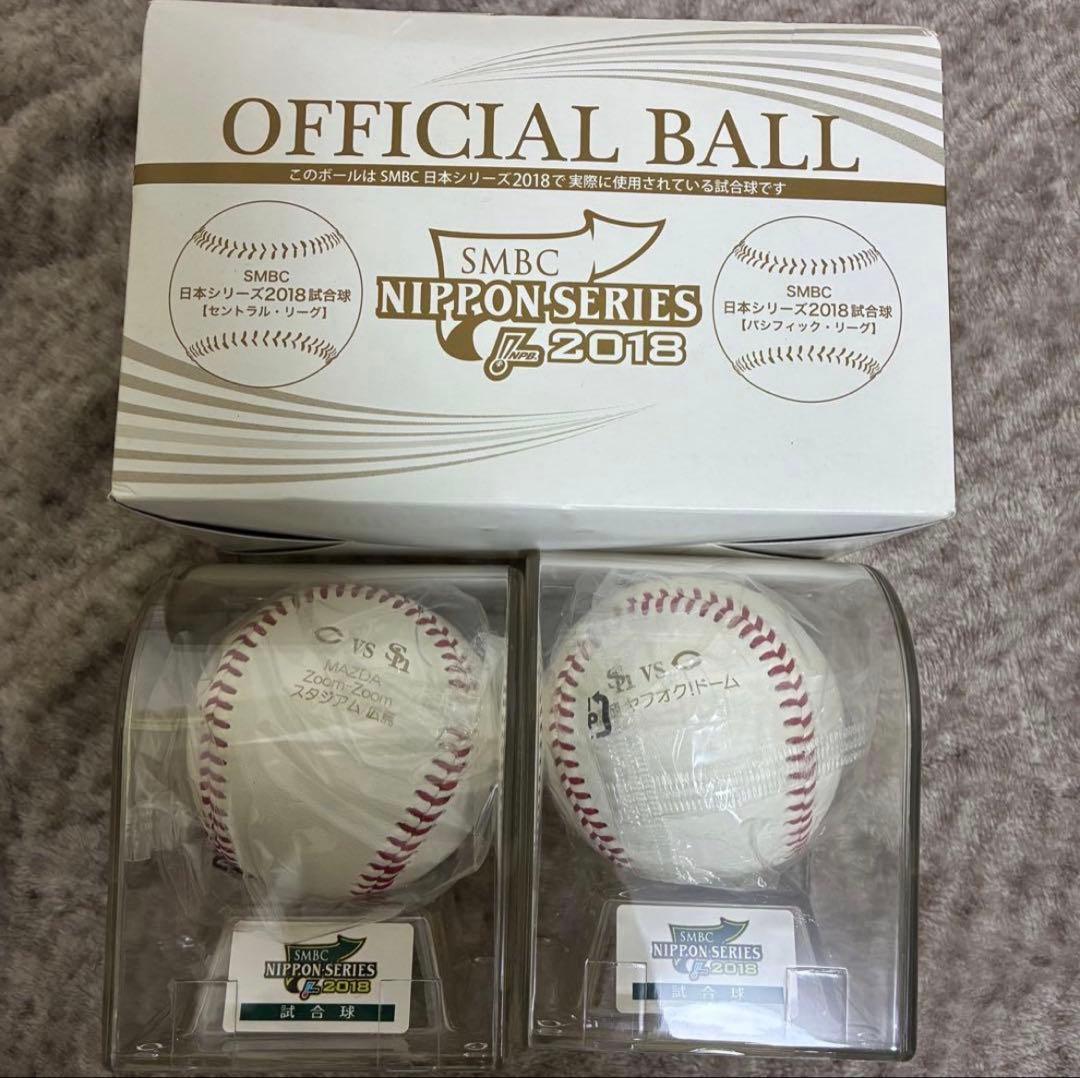 OFFICIAL BALL
このボールは SMBC 日本シリーズ2018で 実際に使用されている試合球です
SMBC
日本シリーズ2018試合球
【セントラル・リーグ】
SMBC
NIPPON SERIES
NPB
2018
SMBC
日本シリーズ2018試合球
【パシフィック・リーグ】
C VS SH
MAZDA
Zoom-Zoom
スタジアム 広島
SH VS C
ヤフオク!ドーム
SMBC
NIPPON SERIES
2018
試合球
SMBC
NIPPON SERIES
2018
試合球